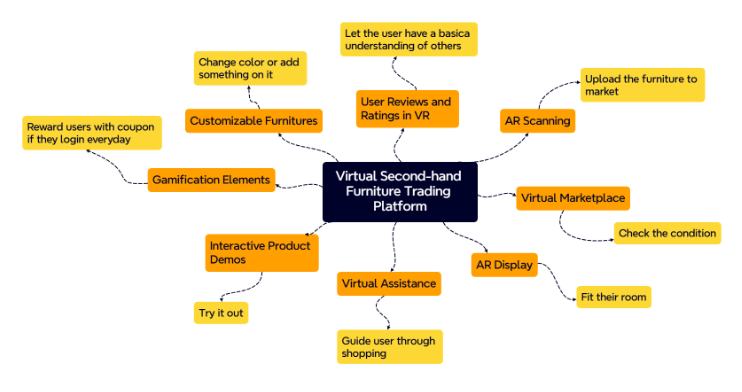 Let the user have a basica
understanding of others
Change color or add
something on it
Upload the furniture to
market
User Reviews and
Ratings in VR
Customizable Furnitures
AR Scanning
Reward users with coupon
if they login everyday
Gamification Elements
Virtual Second-hand
Furniture Trading
Platform
Virtual Marketplace
Check the condition
Interactive Product
Demos
AR Display
Virtual Assistance
Fit their room
Try it out
Guide user through
shopping